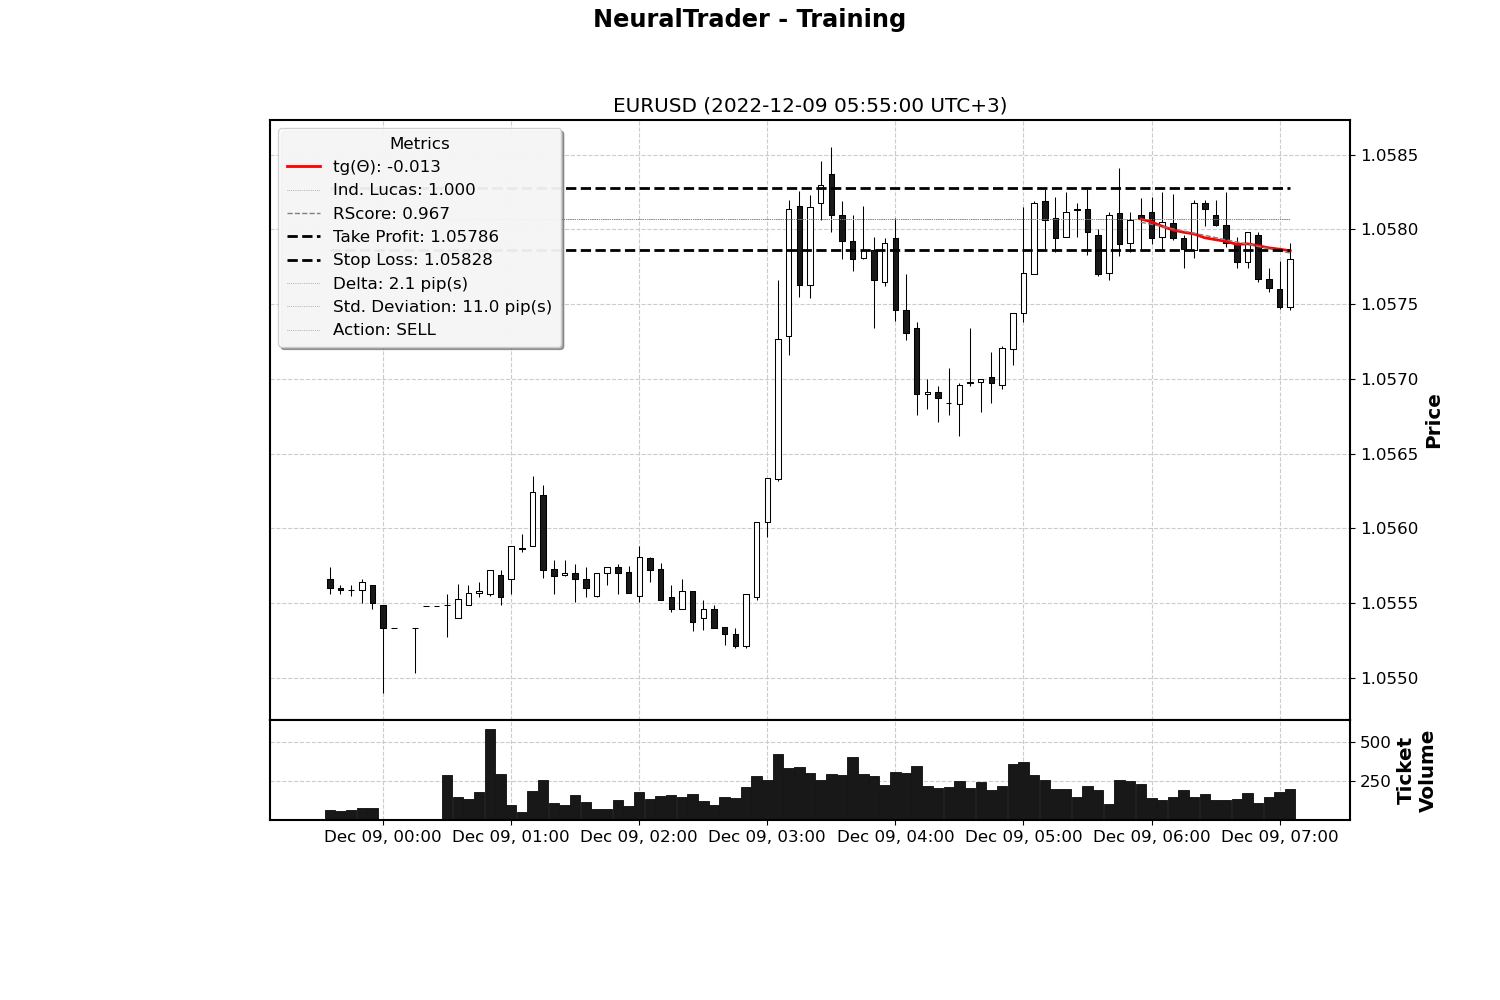 NeuralTrader - Training
EURUSD (2022-12-09 05:55:00 UTC+3)
Metrics
tg(Θ): -0.013
Ind. Lucas: 1.000
RScore: 0.967
Take Profit: 1.05786
Stop Loss: 1.05828
Delta: 2.1 pip(s)
Std. Deviation: 11.0 pip(s)
Action: SELL
1.0585
1.0580
1.0575
1.0570
1.0565
1.0560
1.0555
1.0550
Price
500
250
Ticket
Volume
Dec 09, 00:00 Dec 09, 01:00 Dec 09, 02:00 Dec 09, 03:00 Dec 09, 04:00 Dec 09, 05:00 Dec 09, 06:00 Dec 09, 07:00